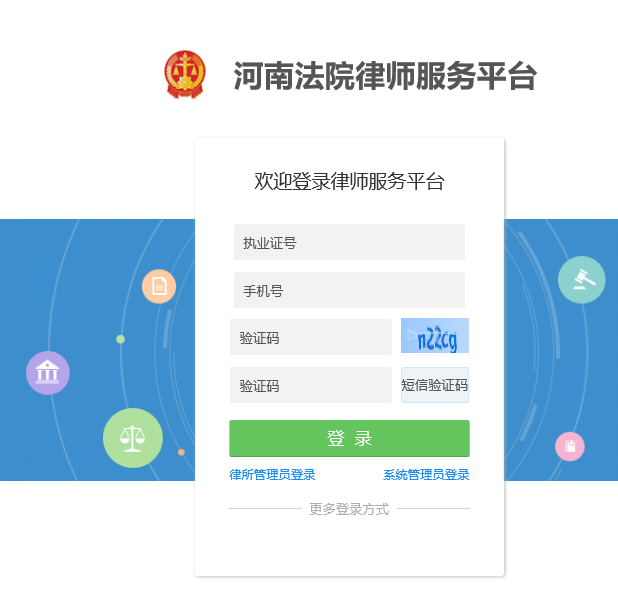 河南法院律师服务平台
欢迎登录律师服务平台
执业证号
手机号
验证码
n22cg
验证码
短信验证码
登 录
律所管理员登录
系统管理员登录
更多登录方式